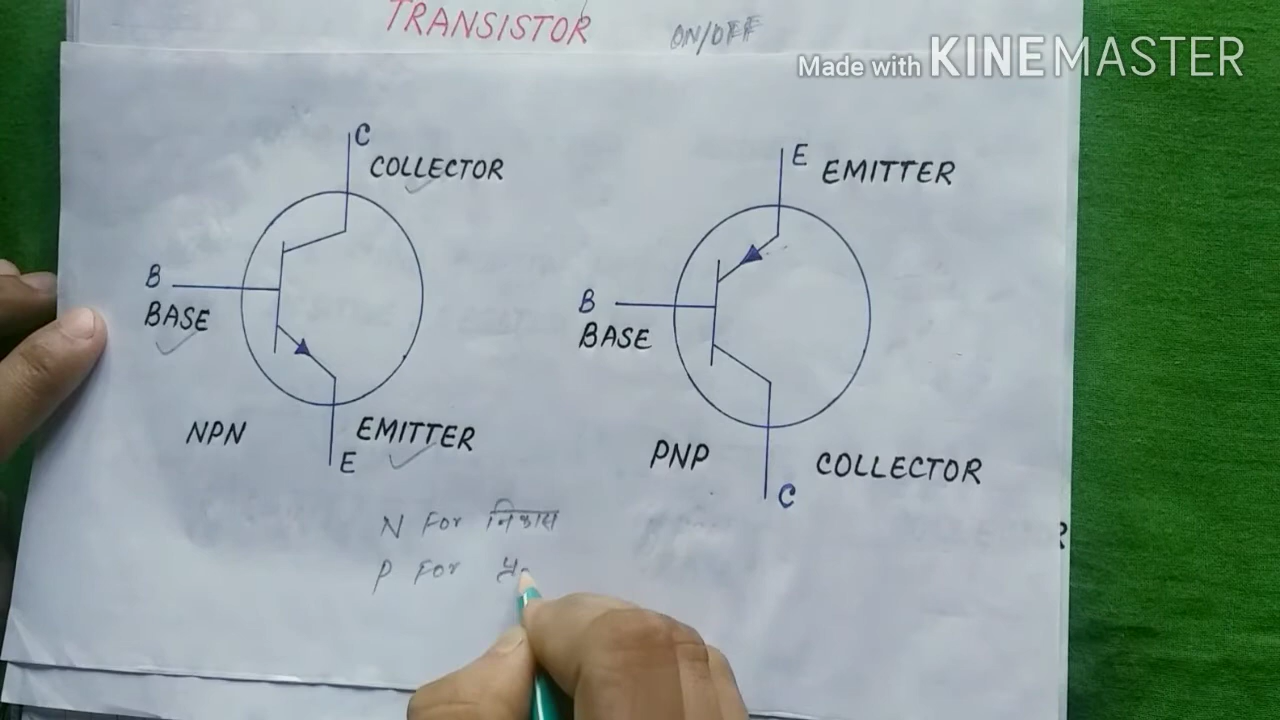 TRANSISTOR ON/OFF
Made with KINEMASTER
C
COLLECTOR
E
EMITTER
B
BASE
B
BASE
NPN
EMITTER
E
PNP
COLLECTOR
C
N For निकास
P For